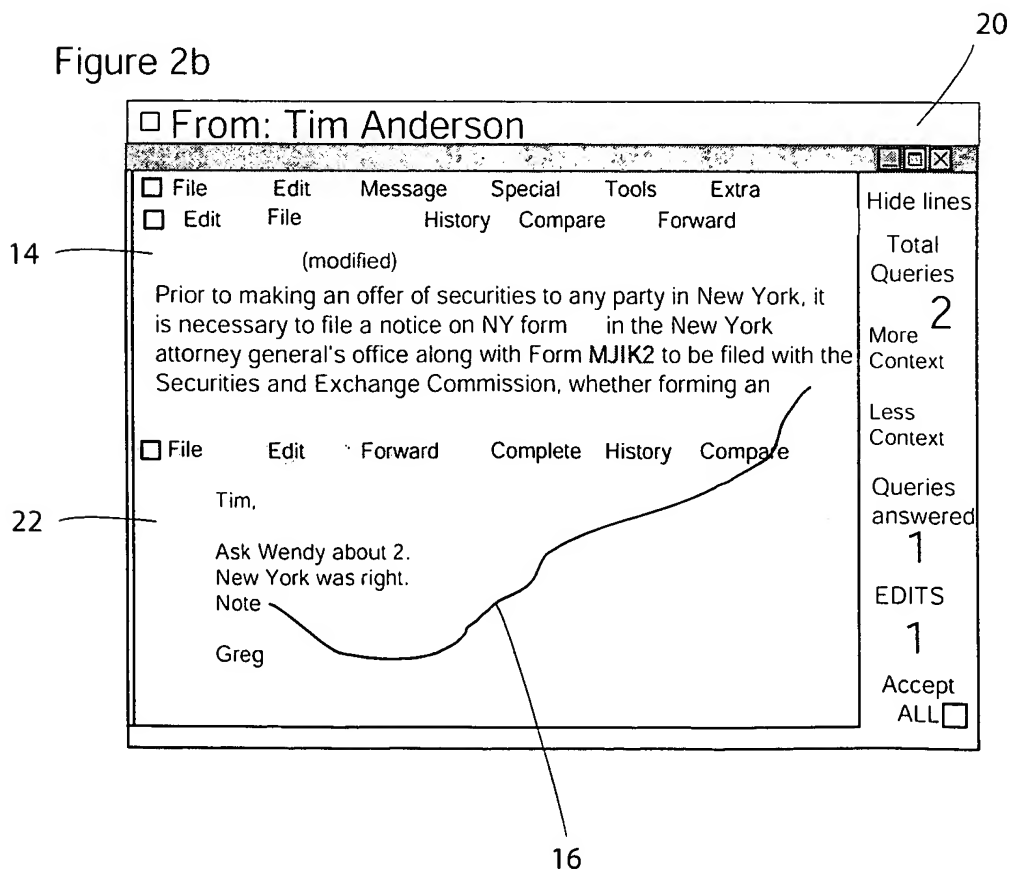 20
Figure 2b
From: Tim Anderson
File Edit Message Special Tools Extra
Edit File History Compare Forward
14
(modified)
Prior to making an offer of securities to any party in New York, it
is necessary to file a notice on NY form in the New York
attorney general's office along with Form MJIK2 to be filed with the
Securities and Exchange Commission, whether forming an
File Edit Forward Complete History Compare
22
Tim,
Ask Wendy about 2.
New York was right.
Note
Greg
Hide lines
Total
Queries
2
More
Context
Less
Context
Queries
answered
1
EDITS
1
Accept
ALL
16